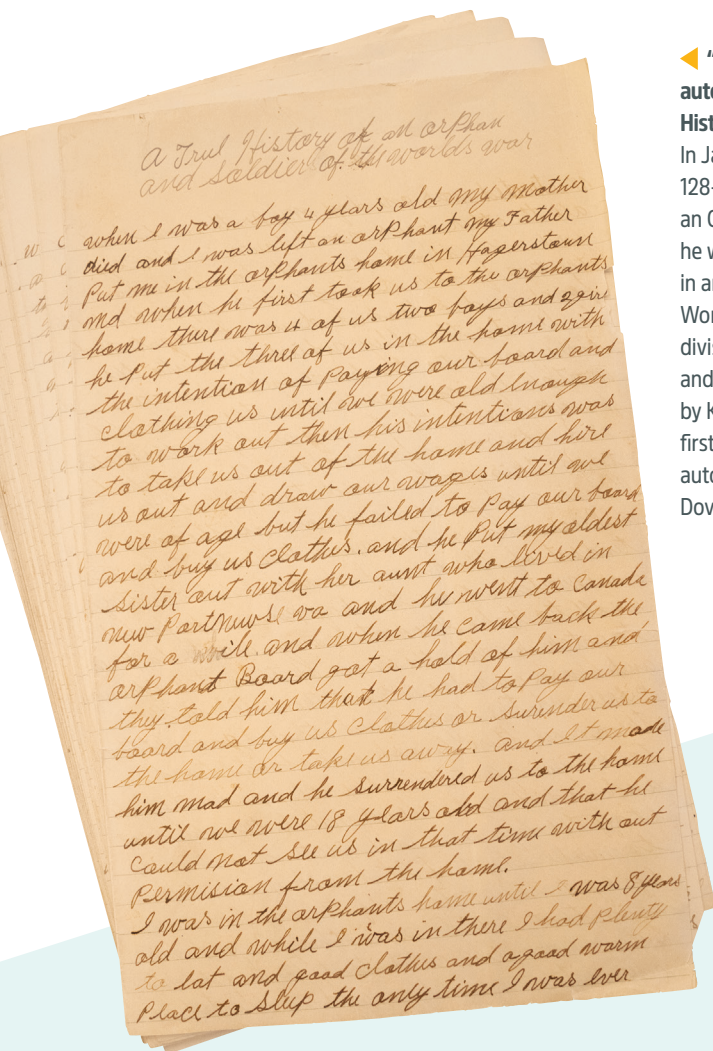 A True History of an orphan
and soldier of the worlds war
when I was a boy 4 years old my mother
died and I was left an orphant my Father
Put me in the orphants home in Hagerstown
md when he first took us to the orphants
home there was 4 of us two boys and 2 girl
he Put the three of us in the home with
the intention of Paying our board and
clothing us until we were old Enough
to work out then his intentions was
to take us out of the home and hire
us out and draw our wages until we
were of age but he failed to Pay our board
and buy us clothes. and he Put my oldest
sister out with her aunt who lived in
new Portnewse va and he went to Canada
for a wile and when he came back the
orphant Board got a hold of him and
they told him that he had to Pay our
board and buy us clothes or surender us to
the home or take us away. and It made
him mad and he surrendered us to the home
until we were 18 years old and that he
could not see us in that time with out
Permision from the home.
I was in the orphants home until I was 8 years
old and while I was in there I had Plenty
to Eat and good clothes and a good warm
Place to sleep the only time I was ever
◀ "
auto
Hist
In Ja
128-
an O
he w
in ar
Wor
divis
and
by K
first
auto
Dov